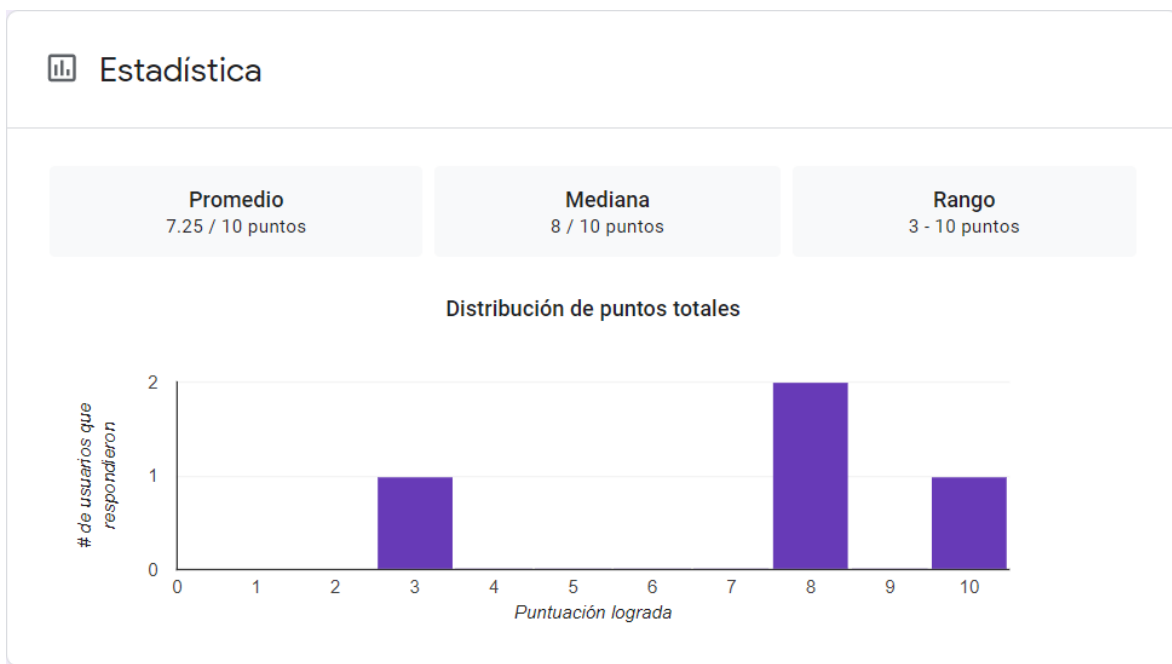 Estadística
Promedio
7.25 / 10 puntos
Mediana
8 / 10 puntos
Rango
3 - 10 puntos
Distribución de puntos totales
2
1
0
# de usuarios que
respondieron
0 1 2 3 4 5 6 7 8 9 10
Puntuación lograda